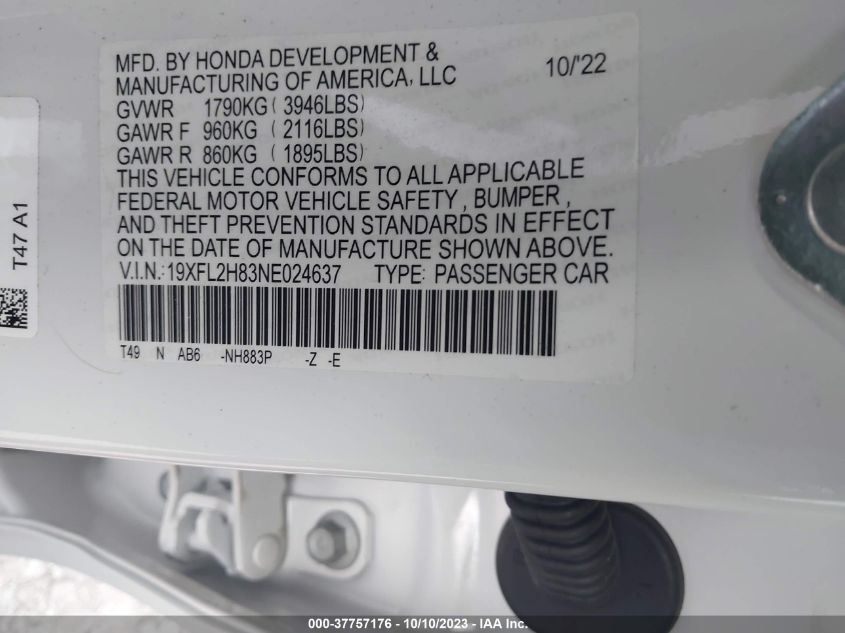 MFD. BY HONDA DEVELOPMENT &
MANUFACTURING OF AMERICA, LLC 10/'22
GVWR 1790KG ( 3946LBS)
GAWR F 960KG ( 2116LBS)
GAWR R 860KG ( 1895LBS)
THIS VEHICLE CONFORMS TO ALL APPLICABLE
FEDERAL MOTOR VEHICLE SAFETY , BUMPER ,
AND THEFT PREVENTION STANDARDS IN EFFECT
ON THE DATE OF MANUFACTURE SHOWN ABOVE.
V.I.N.:19XFL2H83NE024637 TYPE: PASSENGER CAR
T49 N AB6 -NH883P -Z -E
T47 A1
000-37757176 - 10/10/2023 - IAA Inc.